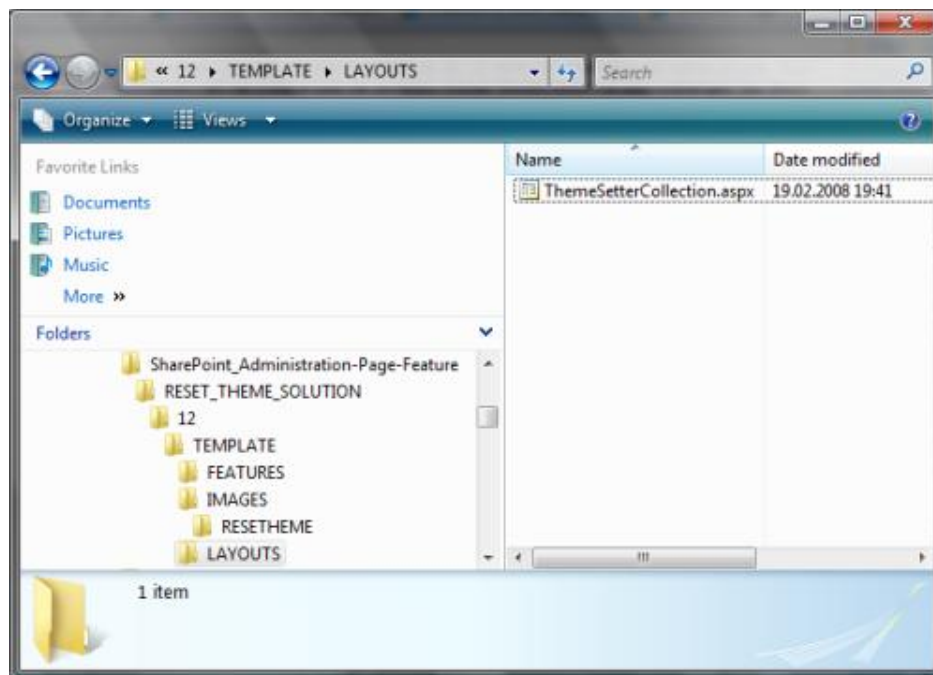 « 12 ▸ TEMPLATE ▸ LAYOUTS
Search
Organize Views
Favorite Links
Documents
Pictures
Music
More »
Folders
SharePoint_Administration-Page-Feature
RESET_THEME_SOLUTION
12
TEMPLATE
FEATURES
IMAGES
RESETHEME
LAYOUTS
Name Date modified
ThemeSetterCollection.aspx 19.02.2008 19:41
1 item